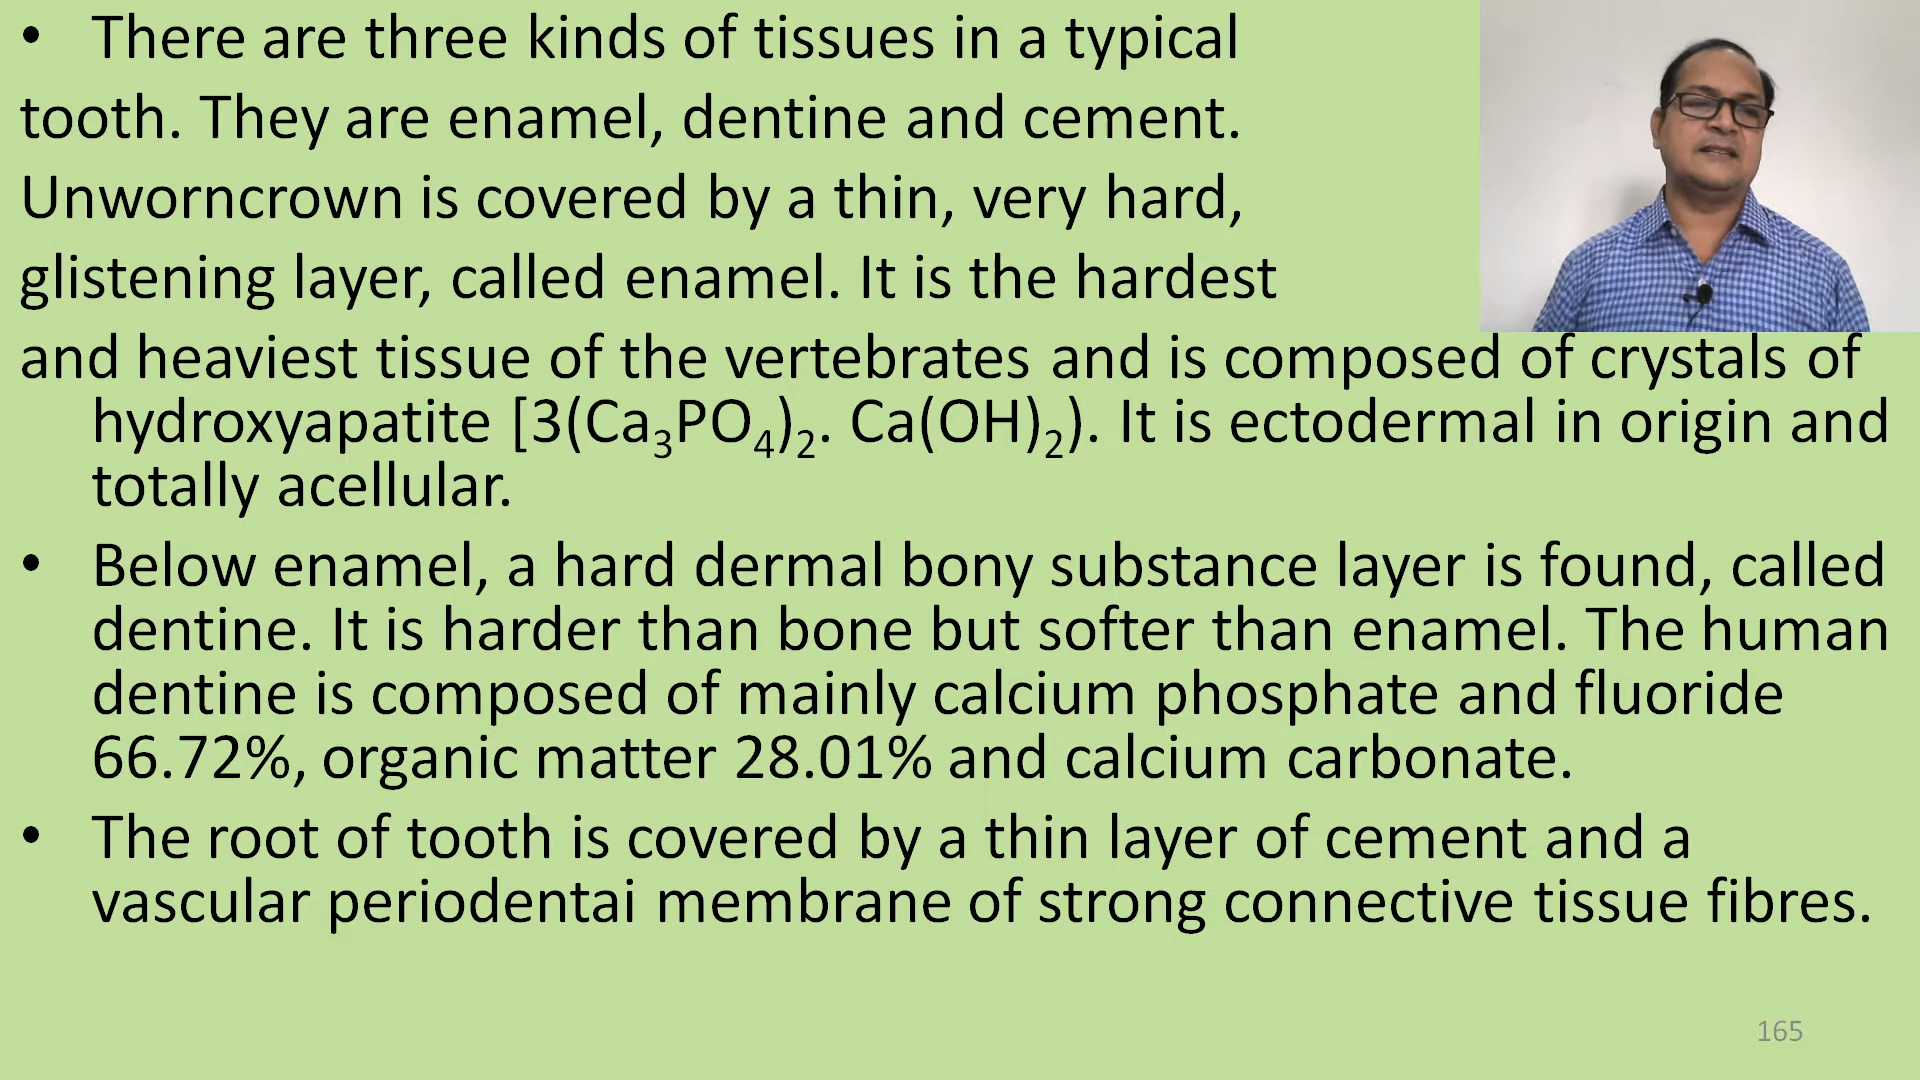 • There are three kinds of tissues in a typical
tooth. They are enamel, dentine and cement.
Unworncrown is covered by a thin, very hard,
glistening layer, called enamel. It is the hardest
and heaviest tissue of the vertebrates and is composed of crystals of
hydroxyapatite [3(Ca₃PO₄)₂. Ca(OH)₂). It is ectodermal in origin and
totally acellular.
• Below enamel, a hard dermal bony substance layer is found, called
dentine. It is harder than bone but softer than enamel. The human
dentine is composed of mainly calcium phosphate and fluoride
66.72%, organic matter 28.01% and calcium carbonate.
• The root of tooth is covered by a thin layer of cement and a
vascular periodentai membrane of strong connective tissue fibres.
165